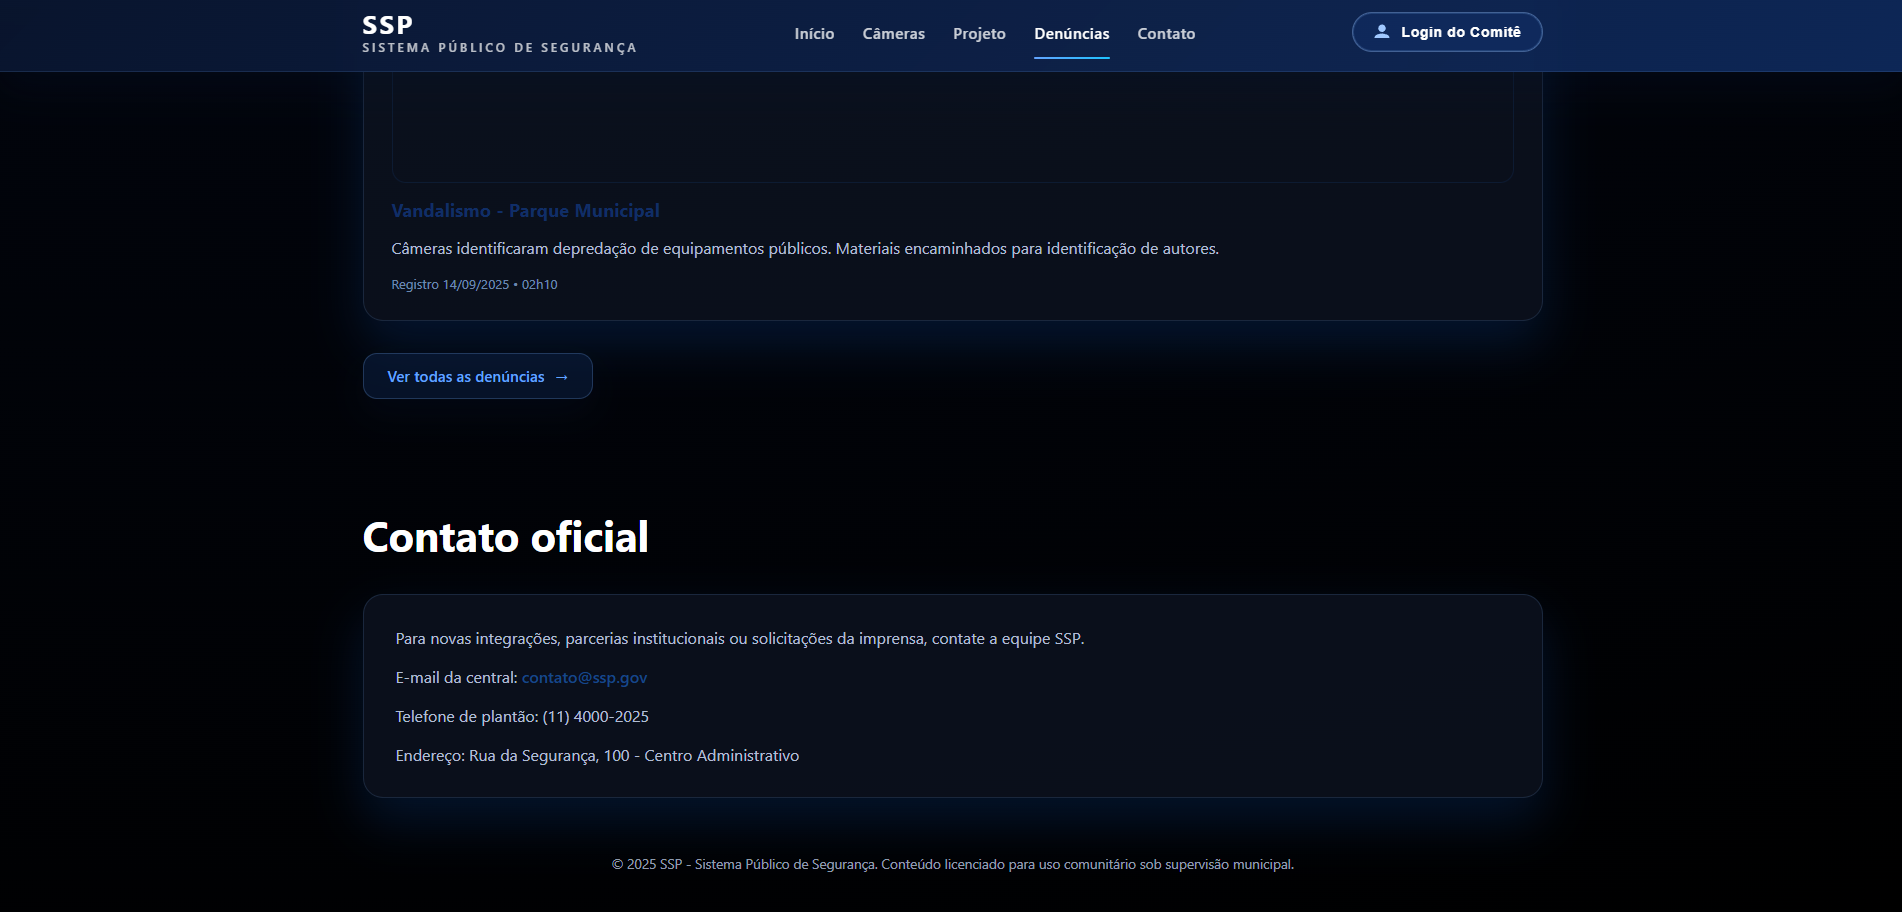 SSP
SISTEMA PÚBLICO DE SEGURANÇA
Início
Câmeras
Projeto
Denúncias
Contato
Login do Comitê
Vandalismo - Parque Municipal
Câmeras identificaram depredação de equipamentos públicos. Materiais encaminhados para identificação de autores.
Registro 14/09/2025 • 02h10
Ver todas as denúncias →
Contato oficial
Para novas integrações, parcerias institucionais ou solicitações da imprensa, contate a equipe SSP.
E-mail da central: contato@ssp.gov
Telefone de plantão: (11) 4000-2025
Endereço: Rua da Segurança, 100 - Centro Administrativo
© 2025 SSP - Sistema Público de Segurança. Conteúdo licenciado para uso comunitário sob supervisão municipal.